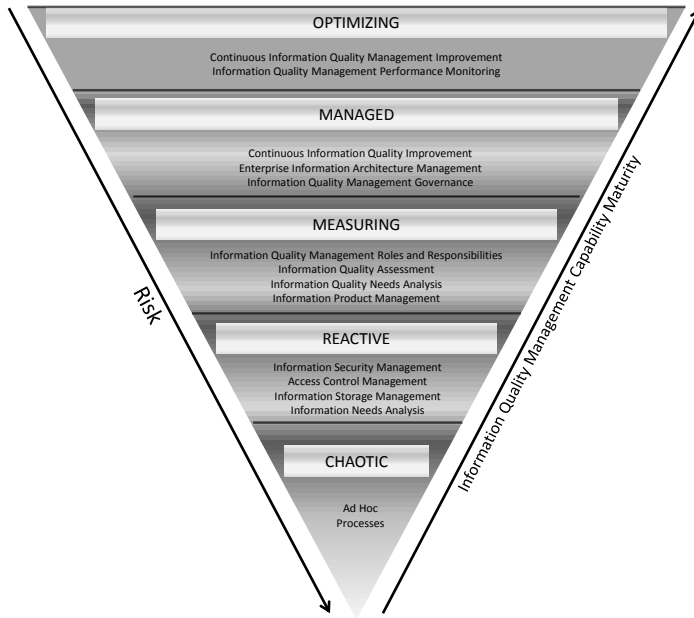 OPTIMIZING
Continuous Information Quality Management Improvement
Information Quality Management Performance Monitoring
MANAGED
Continuous Information Quality Improvement
Enterprise Information Architecture Management
Information Quality Management Governance
MEASURING
Information Quality Management Roles and Responsibilities
Information Quality Assessment
Information Quality Needs Analysis
Information Product Management
REACTIVE
Information Security Management
Access Control Management
Information Storage Management
Information Needs Analysis
CHAOTIC
Ad Hoc
Processes
Risk
Information Quality Management Capability Maturity